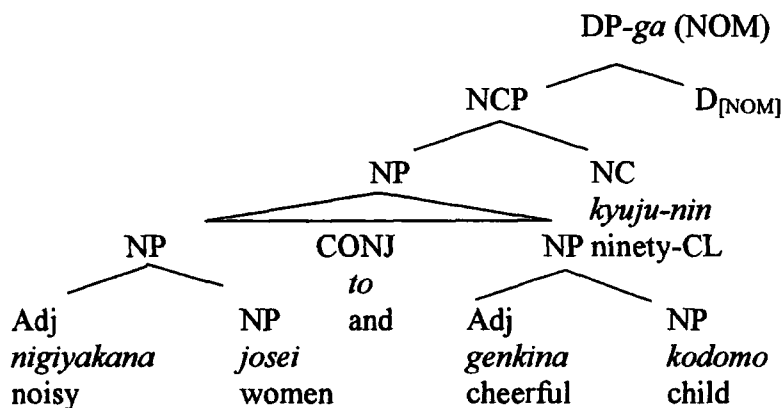 DP-ga (NOM)
NCP D[NOM]
NP NC
kyuju-nin
NP CONJ NP ninety-CL
to
Adj NP and Adj NP
nigiyakana josei genkina kodomo
noisy women cheerful child